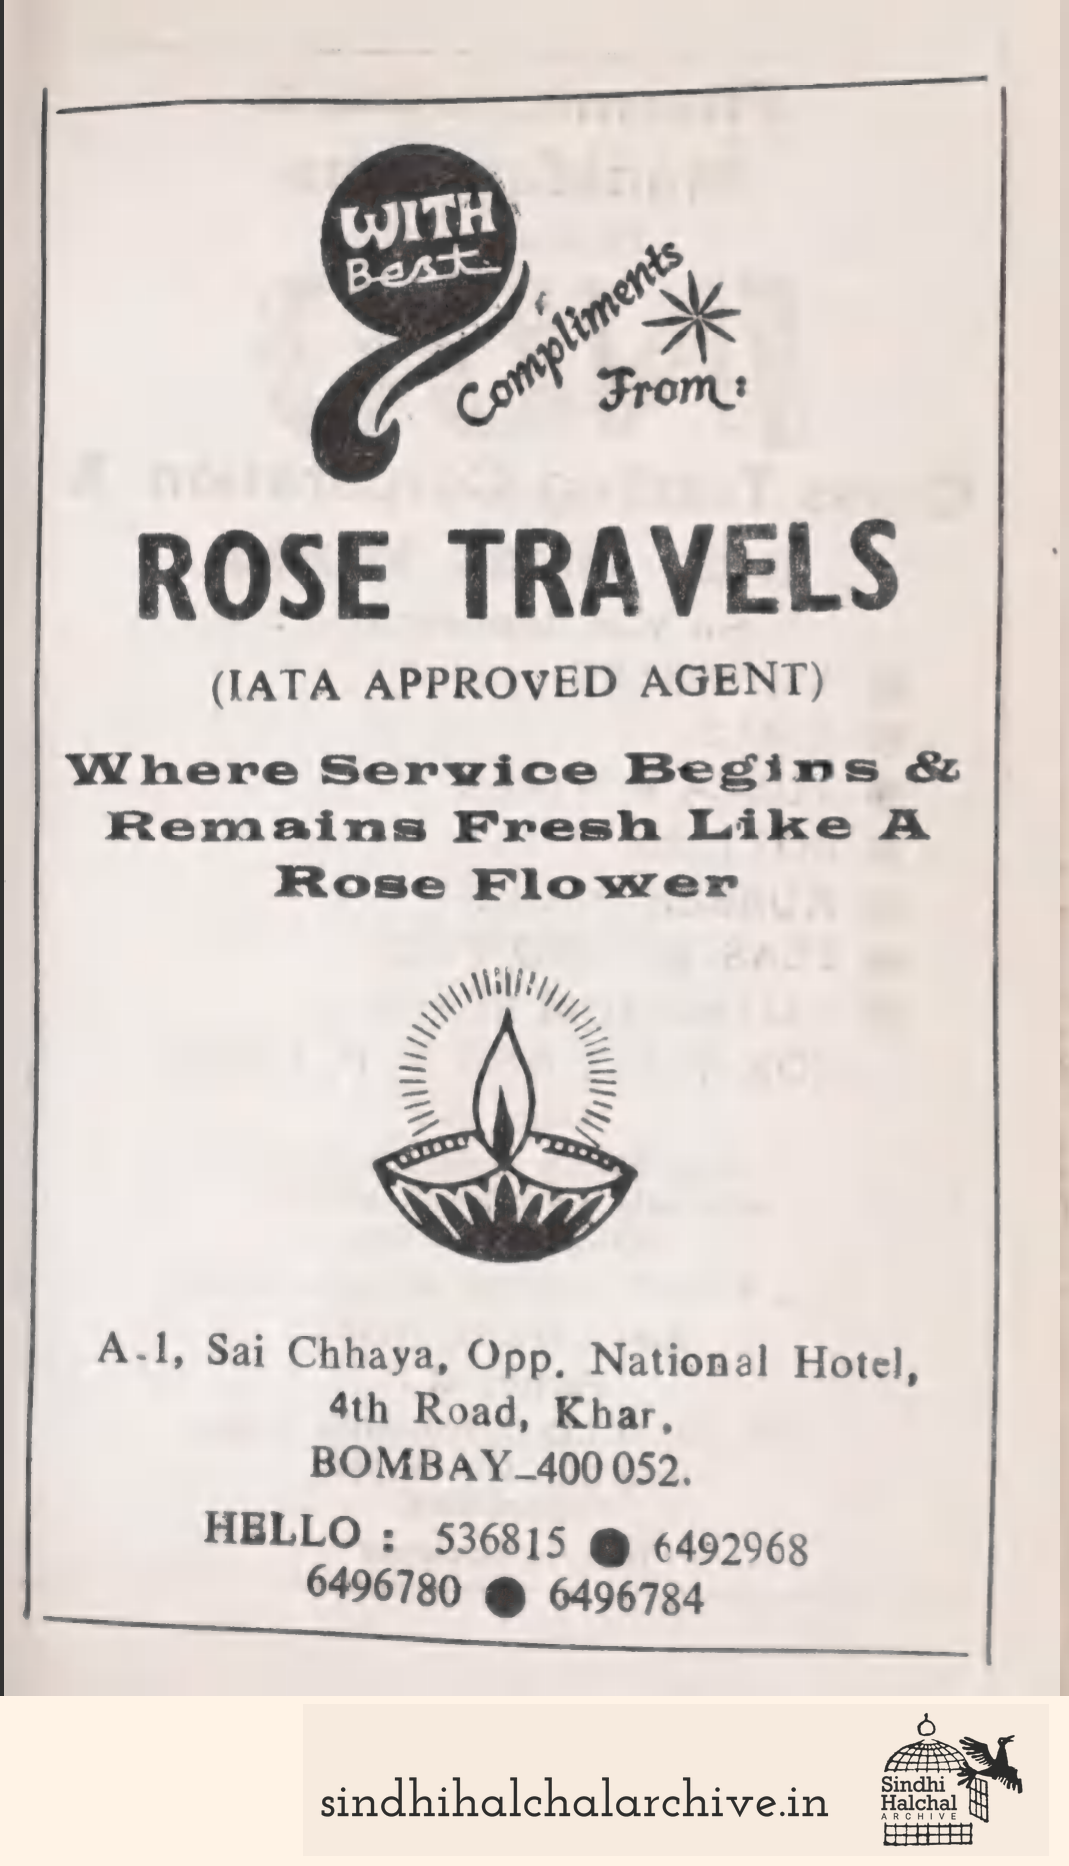 WITH
Best
Compliments
From :
ROSE TRAVELS
(IATA APPROVED AGENT)
Where Service Begins &
Remains Fresh Like A
Rose Flower
A-1, Sai Chhaya, Opp. National Hotel,
4th Road, Khar,
BOMBAY-400 052.
HELLO : 536815 ● 6492968
6496780 ● 6496784
sindhihalchalarchive.in
Sindhi
Halchal
ARCHIVE